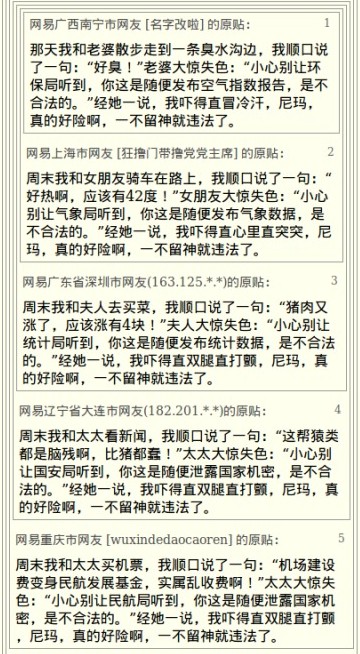 网易广西南宁市网友 [名字改啦] 的原贴： 1
那天我和老婆散步走到一条臭水沟边，我顺口说
了一句：“好臭！”老婆大惊失色：“小心别让环
保局听到，你这是随便发布空气指数报告，是不
合法的。”经她一说，我吓得直冒冷汗，尼玛，
真的好险啊，一不留神就违法了。
网易上海市网友 [狂撸门带撸党党主席] 的原贴： 2
周末我和女朋友骑车在路上，我顺口说了一句：“
好热啊，应该有42度！”女朋友大惊失色：“小心
别让气象局听到，你这是随便发布气象数据，是
不合法的。”经她一说，我吓得直心里直突突，尼
玛，真的好险啊，一不留神就违法了。
网易广东省深圳市网友(163.125.*.*)的原贴： 3
周末我和夫人去买菜，我顺口说了一句：“猪肉又
涨了，应该涨有4块！”夫人大惊失色：“小心别让
统计局听到，你这是随便发布统计数据，是不合法
的。”经她一说，我吓得直双腿直打颤，尼玛，真
的好险啊，一不留神就违法了。
网易辽宁省大连市网友(182.201.*.*)的原贴： 4
周末我和太太看新闻，我顺口说了一句：“这帮猿类
都是脑残啊，比猪都蠢！”太太大惊失色：“小心别
让国安局听到，你这是随便泄露国家机密，是不合
法的。”经她一说，我吓得直双腿直打颤，尼玛，真
的好险啊，一不留神就违法了。
网易重庆市网友 [wuxindedaocaoren] 的原贴： 5
周末我和太太买机票，我顺口说了一句：“机场建设
费变身民航发展基金，实属乱收费啊！”太太大惊失
色：“小心别让民航局听到，你这是随便泄露国家机
密，是不合法的。”经她一说，我吓得直双腿直打颤
，尼玛，真的好险啊，一不留神就违法了。